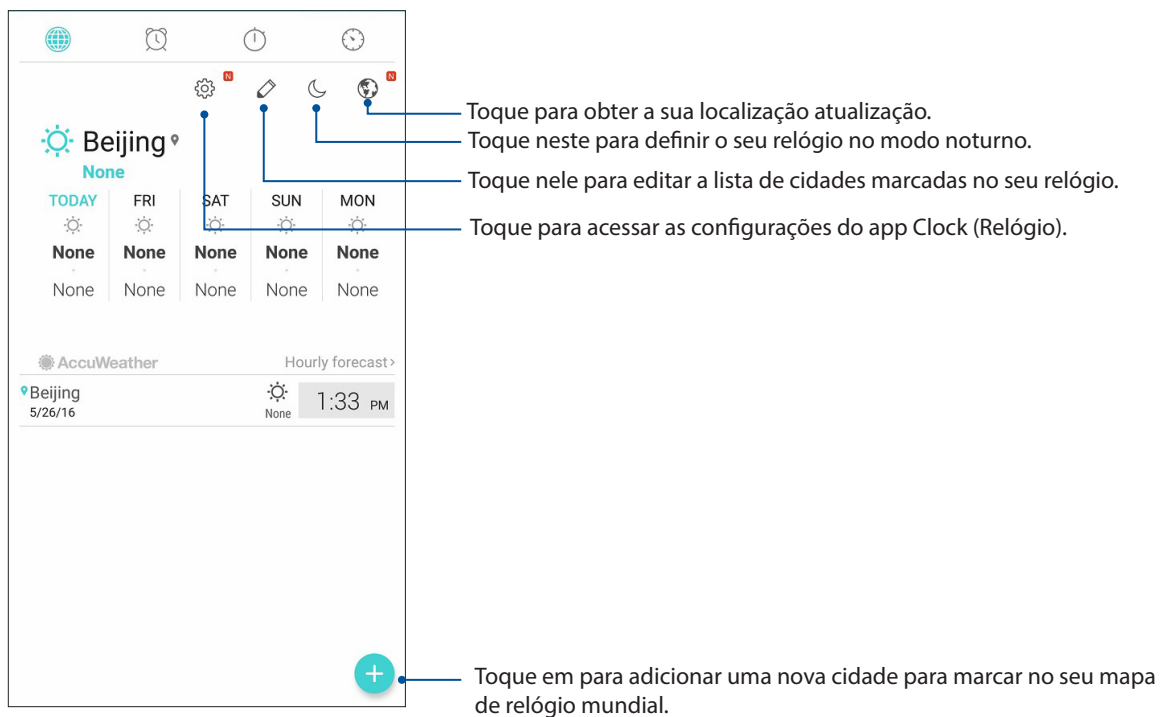 N N
Toque para obter a sua localização atualização.
Toque neste para definir o seu relógio no modo noturno.
Beijing
None
Toque nele para editar a lista de cidades marcadas no seu relógio.
TODAY FRI SAT SUN MON
Toque para acessar as configurações do app Clock (Relógio).
None None None None None
None None None None None
AccuWeather Hourly forecast >
Beijing
5/26/16 None 1:33 PM
Toque em para adicionar uma nova cidade para marcar no seu mapa
de relógio mundial.